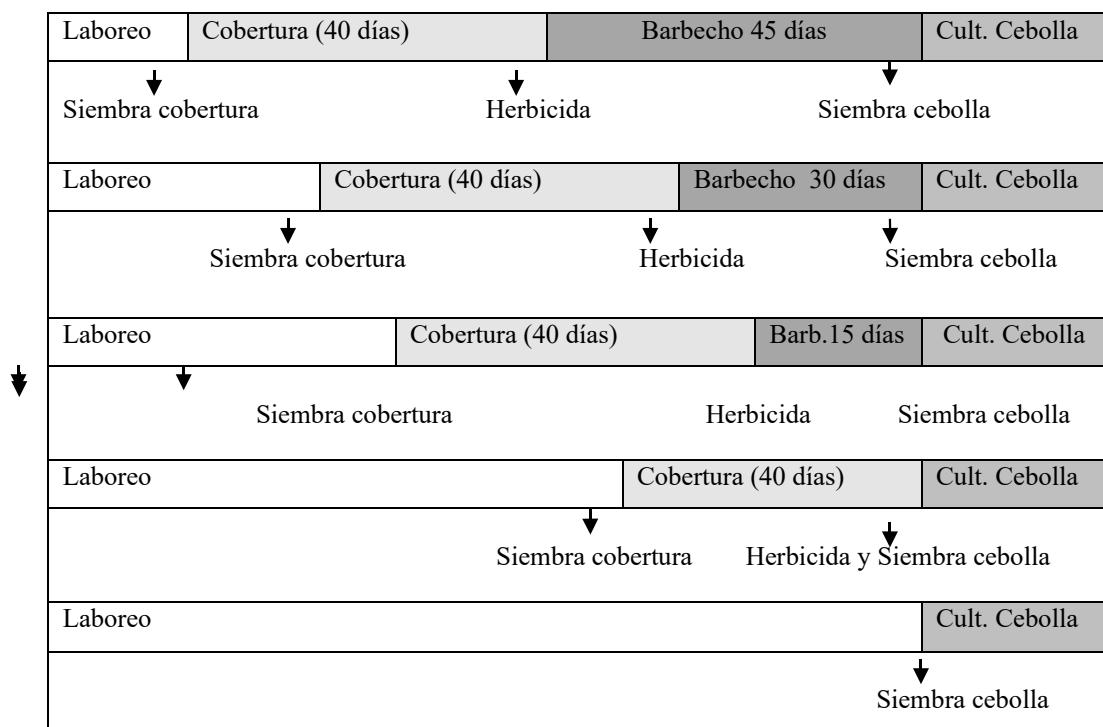 Laboreo Cobertura (40 días) Barbecho 45 días Cult. Cebolla
Siembra cobertura Herbicida Siembra cebolla
Laboreo Cobertura (40 días) Barbecho 30 días Cult. Cebolla
Siembra cobertura Herbicida Siembra cebolla
Laboreo Cobertura (40 días) Barb.15 días Cult. Cebolla
Siembra cobertura Herbicida Siembra cebolla
Laboreo Cobertura (40 días) Cult. Cebolla
Siembra cobertura Herbicida y Siembra cebolla
Laboreo Cult. Cebolla
Siembra cebolla